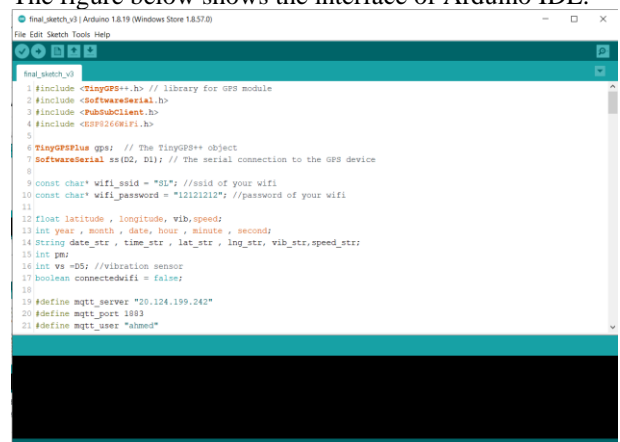 The figure below shows the interface of Arduino IDE.
final_sketch_v3 | Arduino 1.8.19 (Windows Store 1.8.57.0)
File Edit Sketch Tools Help
final_sketch_v3
1 #include <TinyGPS++.h> // library for GPS module
2 #include <SoftwareSerial.h>
3 #include <PubSubClient.h>
4 #include <ESP8266WiFi.h>
5
6 TinyGPSPlus gps; // The TinyGPS++ object
7 SoftwareSerial ss(D2, D1); // The serial connection to the GPS device
8
9 const char* wifi_ssid = "SL"; //ssid of your wifi
10 const char* wifi_password = "12121212"; //password of your wifi
11
12 float latitude , longitude, vib,speed;
13 int year , month , date, hour , minute , second;
14 String date_str , time_str , lat_str , lng_str, vib_str,speed_str;
15 int pm;
16 int vs =D5; //vibration sensor
17 boolean connectedwifi = false;
18
19 #define mqtt_server "20.124.199.242"
20 #define mqtt_port 1883
21 #define mqtt_user "ahmed"